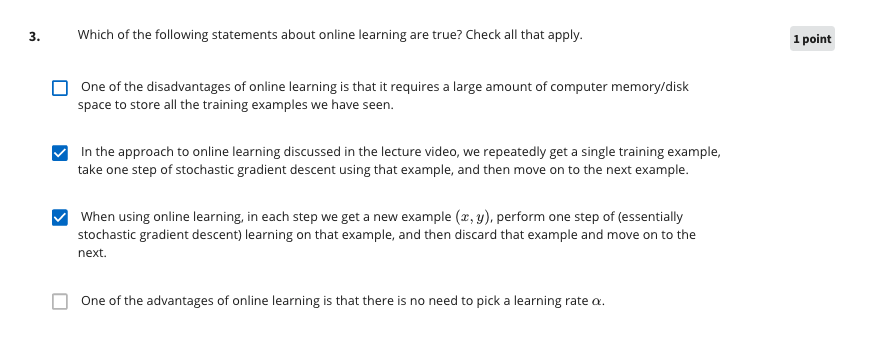 3. Which of the following statements about online learning are true? Check all that apply. 1 point
One of the disadvantages of online learning is that it requires a large amount of computer memory/disk
space to store all the training examples we have seen.
In the approach to online learning discussed in the lecture video, we repeatedly get a single training example,
take one step of stochastic gradient descent using that example, and then move on to the next example.
When using online learning, in each step we get a new example (x, y), perform one step of (essentially
stochastic gradient descent) learning on that example, and then discard that example and move on to the
next.
One of the advantages of online learning is that there is no need to pick a learning rate α.